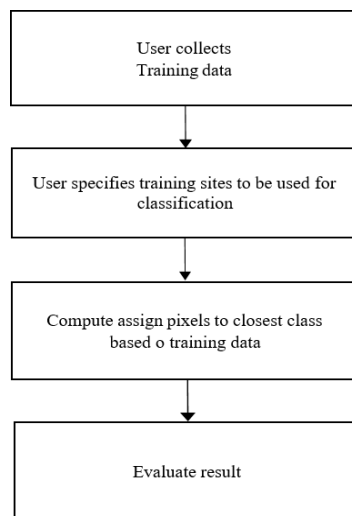 User collects
Training data
User specifies training sites to be used for
classification
Compute assign pixels to closest class
based o training data
Evaluate result